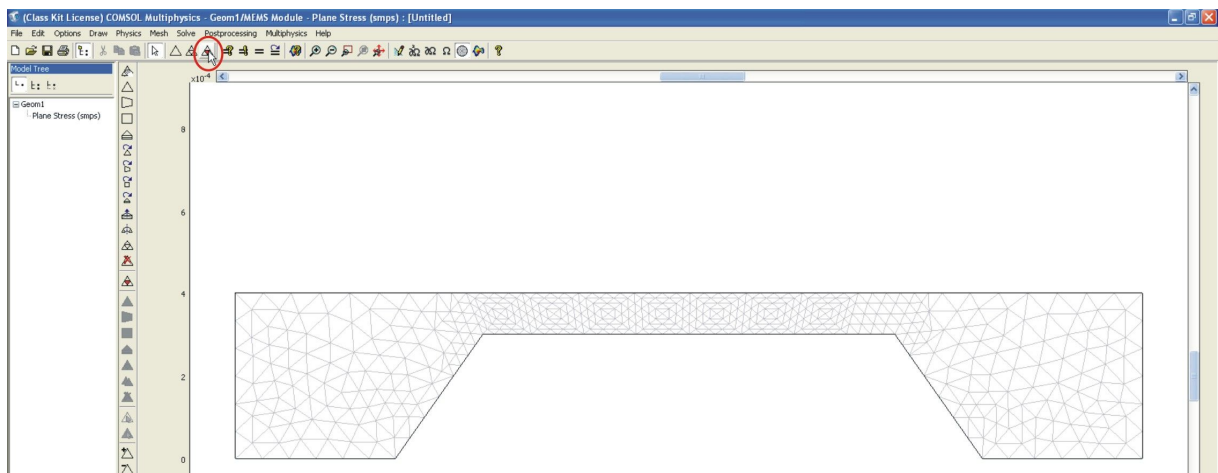 (Class Kit License) COMSOL Multiphysics - Geom1/MEMS Module - Plane Stress (smps) : [Untitled]
File Edit Options Draw Physics Mesh Solve Postprocessing Multiphysics Help
Model Tree
Geom1
Plane Stress (smps)
×10⁻⁴
8
6
4
2
0